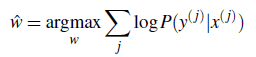 ŵ = argmax ∑ log P(y⁽ʲ⁾|x⁽ʲ⁾)
w j